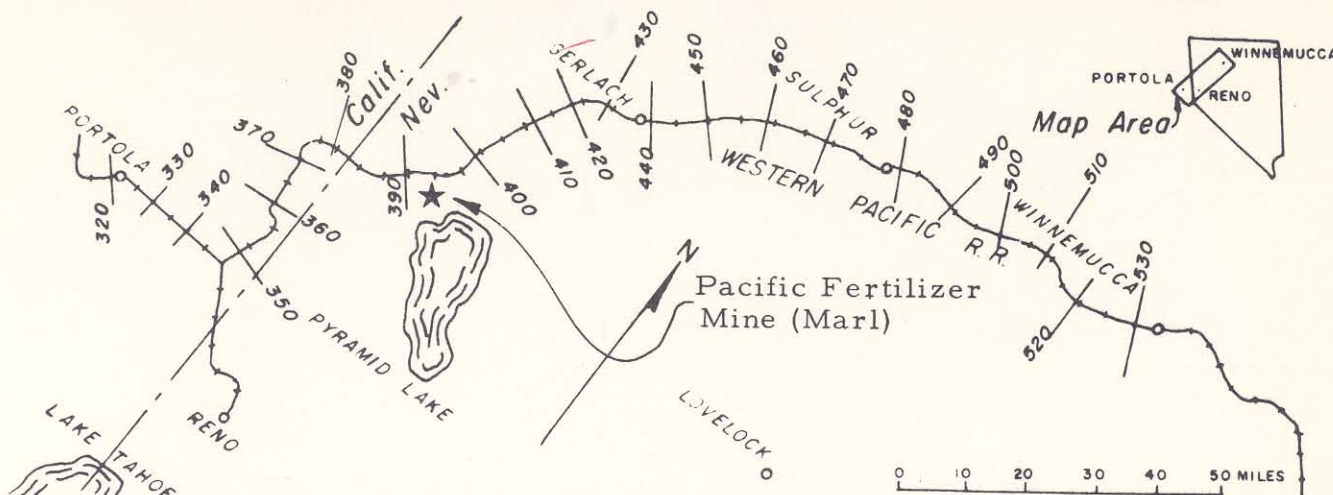 PORTOLA
320
330
340
350
360
370
380
Calif.
Nev.
390
400
410
420
430
GERLACH
440
450
460
SULPHUR
470
480
490
500
WINNEMUCCA
510
520
530
WESTERN PACIFIC R.R.
PORTOLA
WINNEMUCCA
RENO
Map Area
N
Pacific Fertilizer
Mine (Marl)
PYRAMID LAKE
RENO
LAKE TAHOE
LOVELOCK
0 10 20 30 40 50 MILES